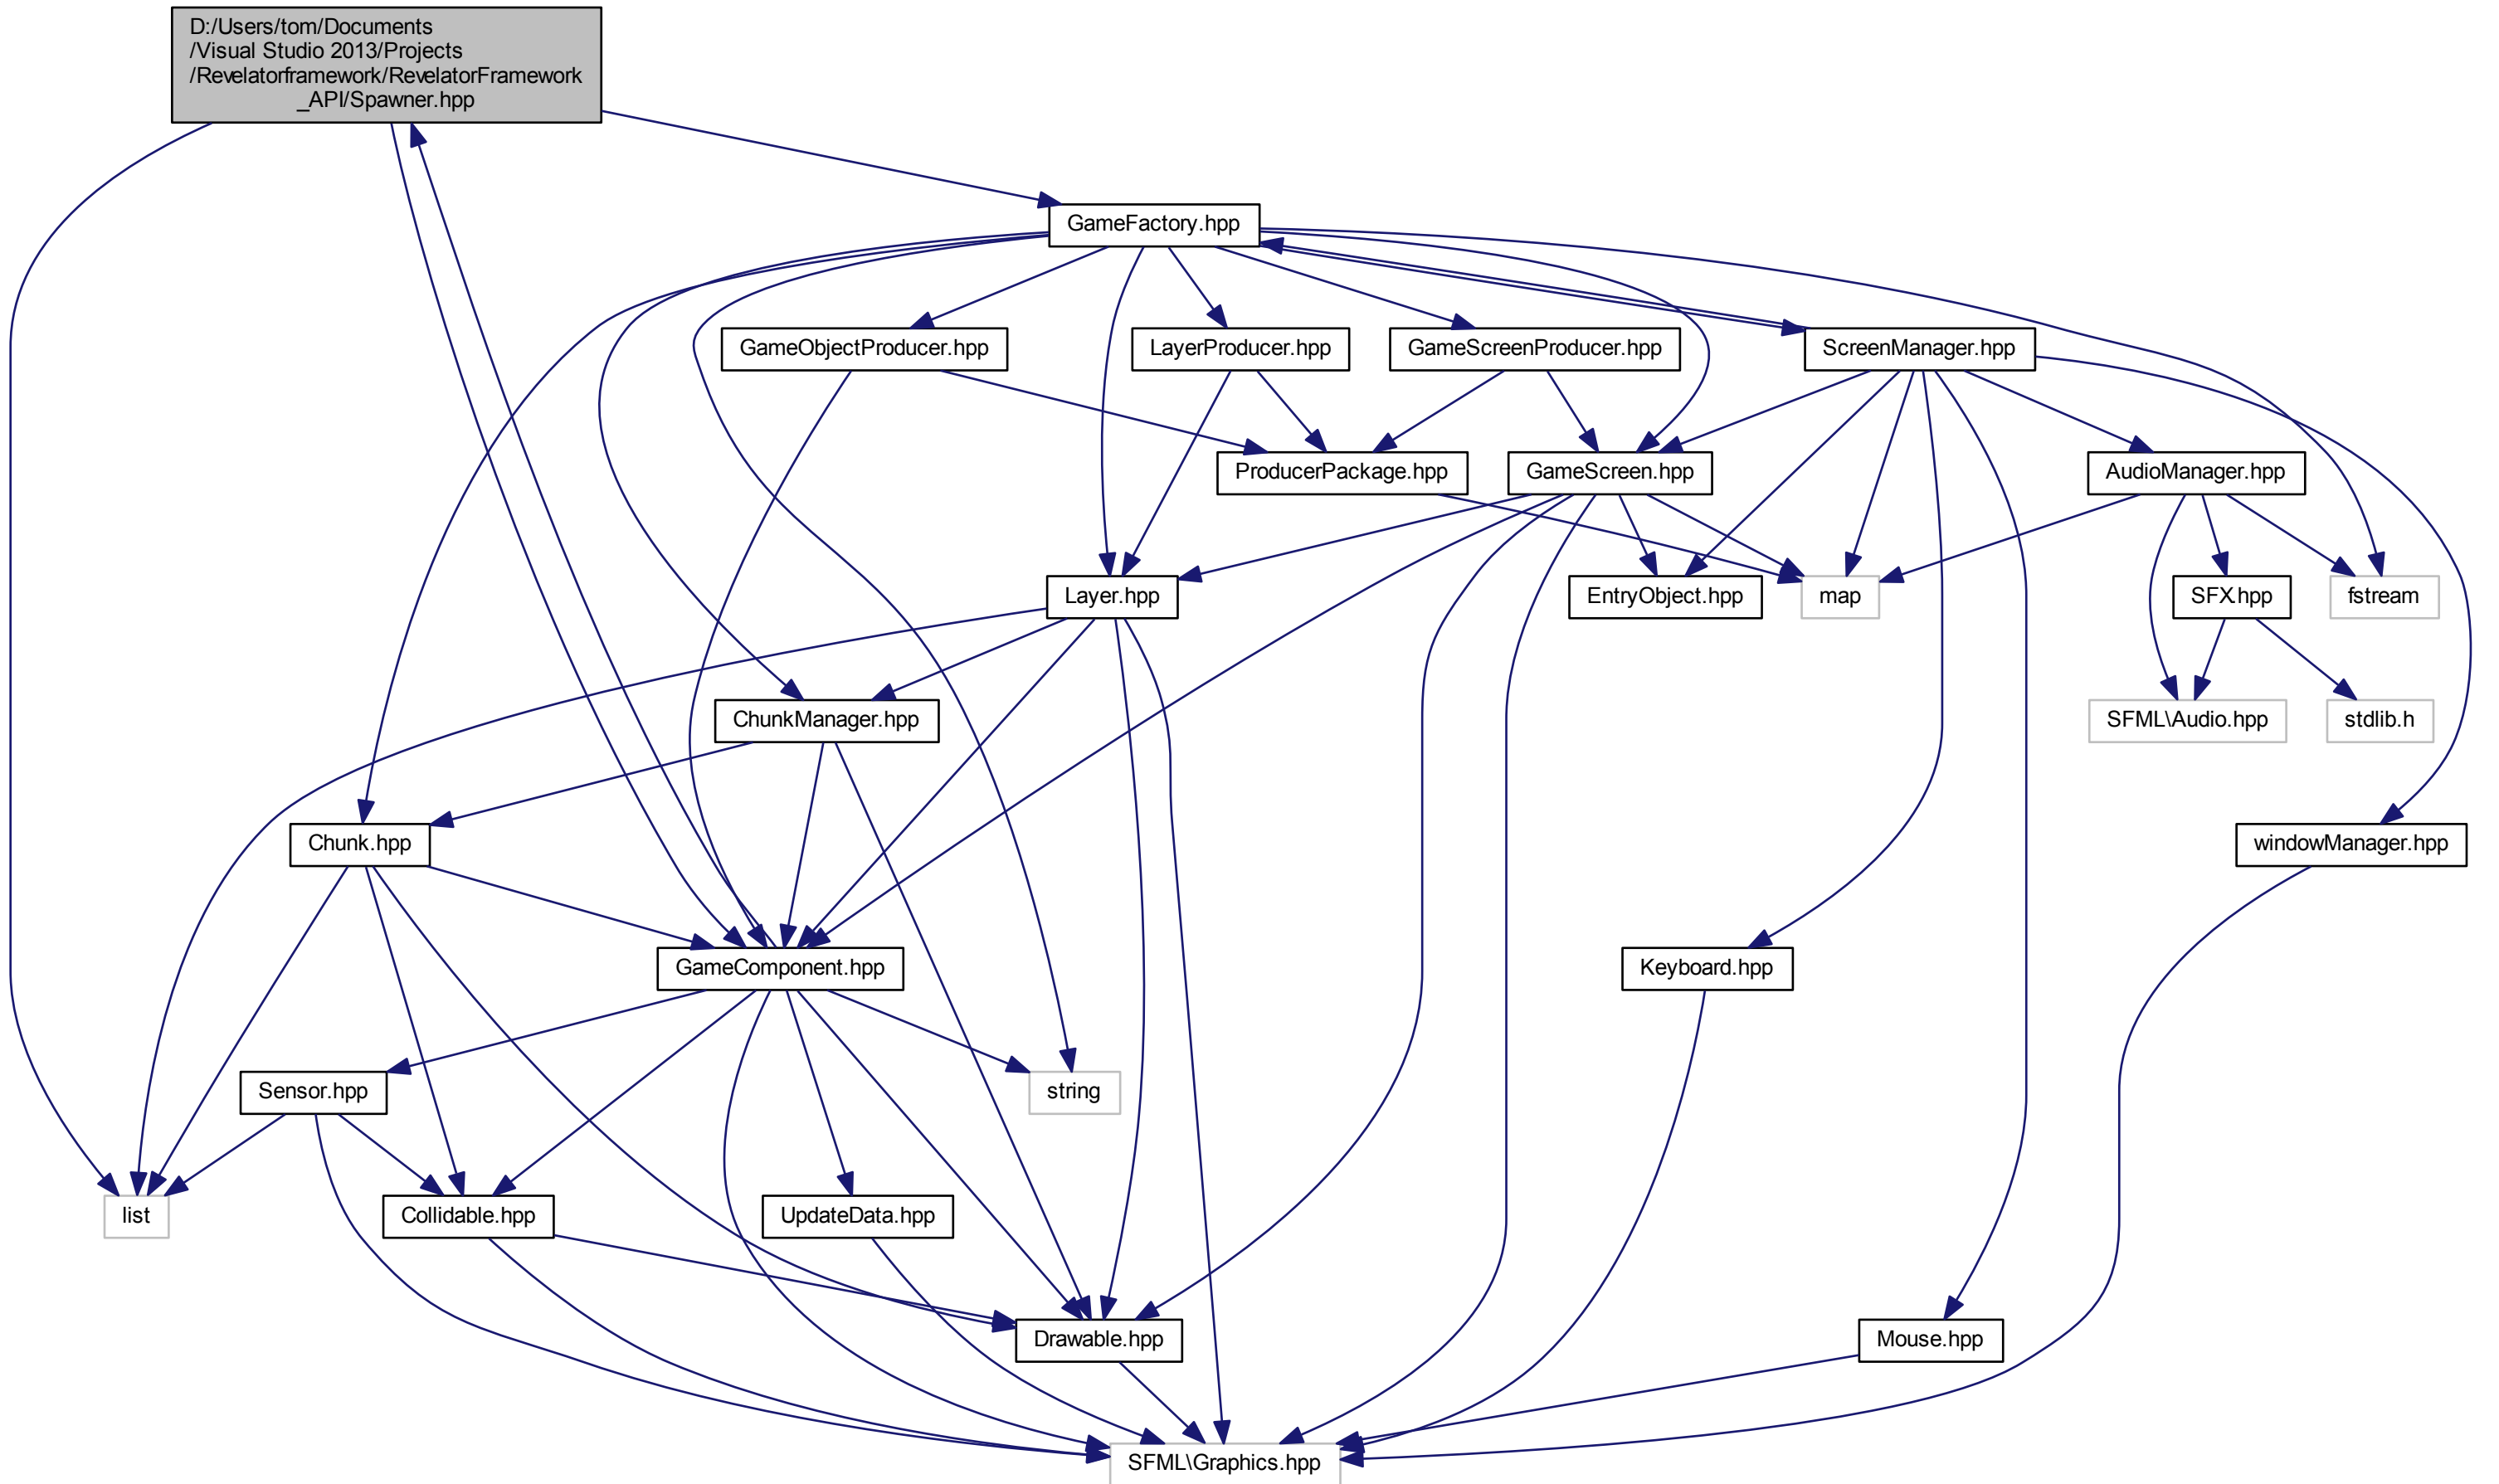 D:/Users/tom/Documents
/Visual Studio 2013/Projects
/Revelatorframework/RevelatorFramework
_API/Spawner.hpp
GameFactory.hpp
GameObjectProducer.hpp
LayerProducer.hpp
GameScreenProducer.hpp
ScreenManager.hpp
ProducerPackage.hpp
GameScreen.hpp
AudioManager.hpp
Layer.hpp
EntryObject.hpp
map
SFX.hpp
fstream
ChunkManager.hpp
SFML\Audio.hpp
stdlib.h
Chunk.hpp
windowManager.hpp
GameComponent.hpp
Keyboard.hpp
Sensor.hpp
string
list
Collidable.hpp
UpdateData.hpp
Drawable.hpp
Mouse.hpp
SFML\Graphics.hpp